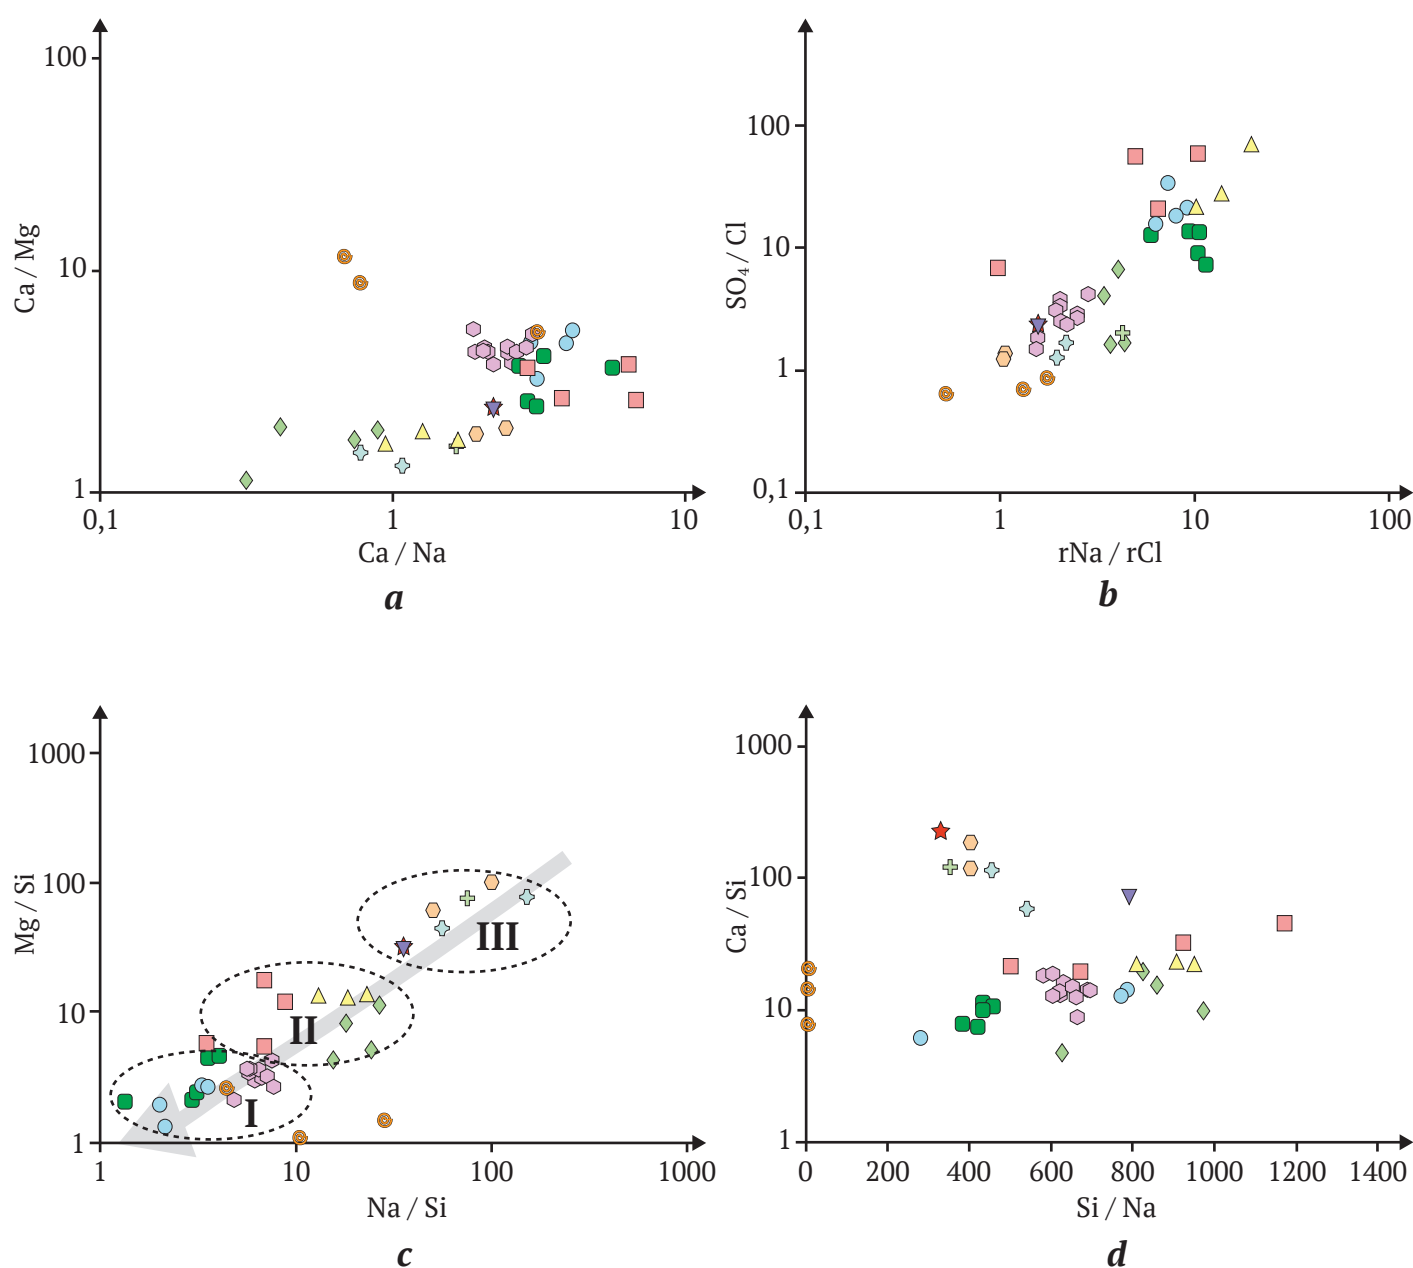 100
10
1
Ca / Mg
0,1 1 10
Ca / Na
a
100
10
1
0,1
SO₄ / Cl
0,1 1 10 100
rNa / rCl
b
1000
100
10
1
Mg / Si
III
II
I
1 10 100 1000
Na / Si
c
1000
100
10
1
Ca / Si
0 200 400 600 800 1000 1200 1400
Si / Na
d